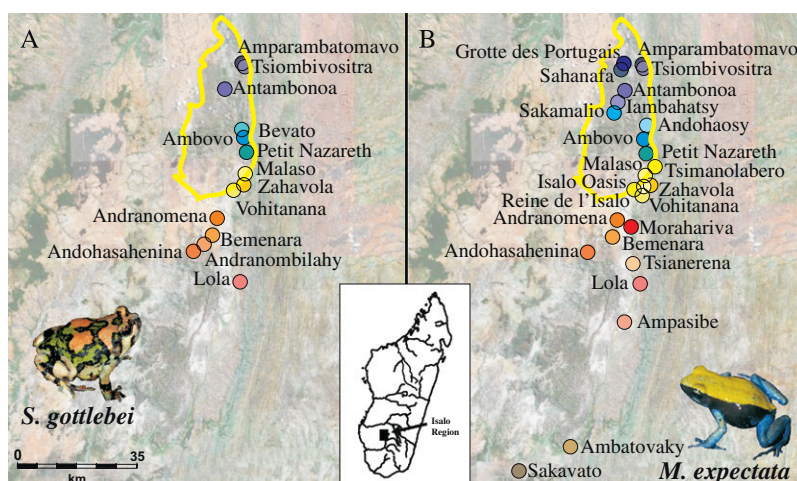 A
Amparambatomavo
Tsiombivositra
Antambonoa
Bevato
Ambovo
Petit Nazareth
Malaso
Zahavola
Vohitanana
Andranomena
Bemenara
Andohasahenina
Andranombilahy
Lola
S. gottlebei
0 35
km
B
Grotte des Portugais
Amparambatomavo
Sahanafa
Tsiombivositra
Antambonoa
Iambahatsy
Sakamalio
Andohaosy
Ambovo
Petit Nazareth
Malaso
Tsimanolabero
Isalo Oasis
Zahavola
Reine de l'Isalo
Vohitanana
Andranomena
Morahariva
Bemenara
Andohasahenina
Tsianerena
Lola
Ampasibe
Ambatovaky
Sakavato
M. expectata
Isalo
Region